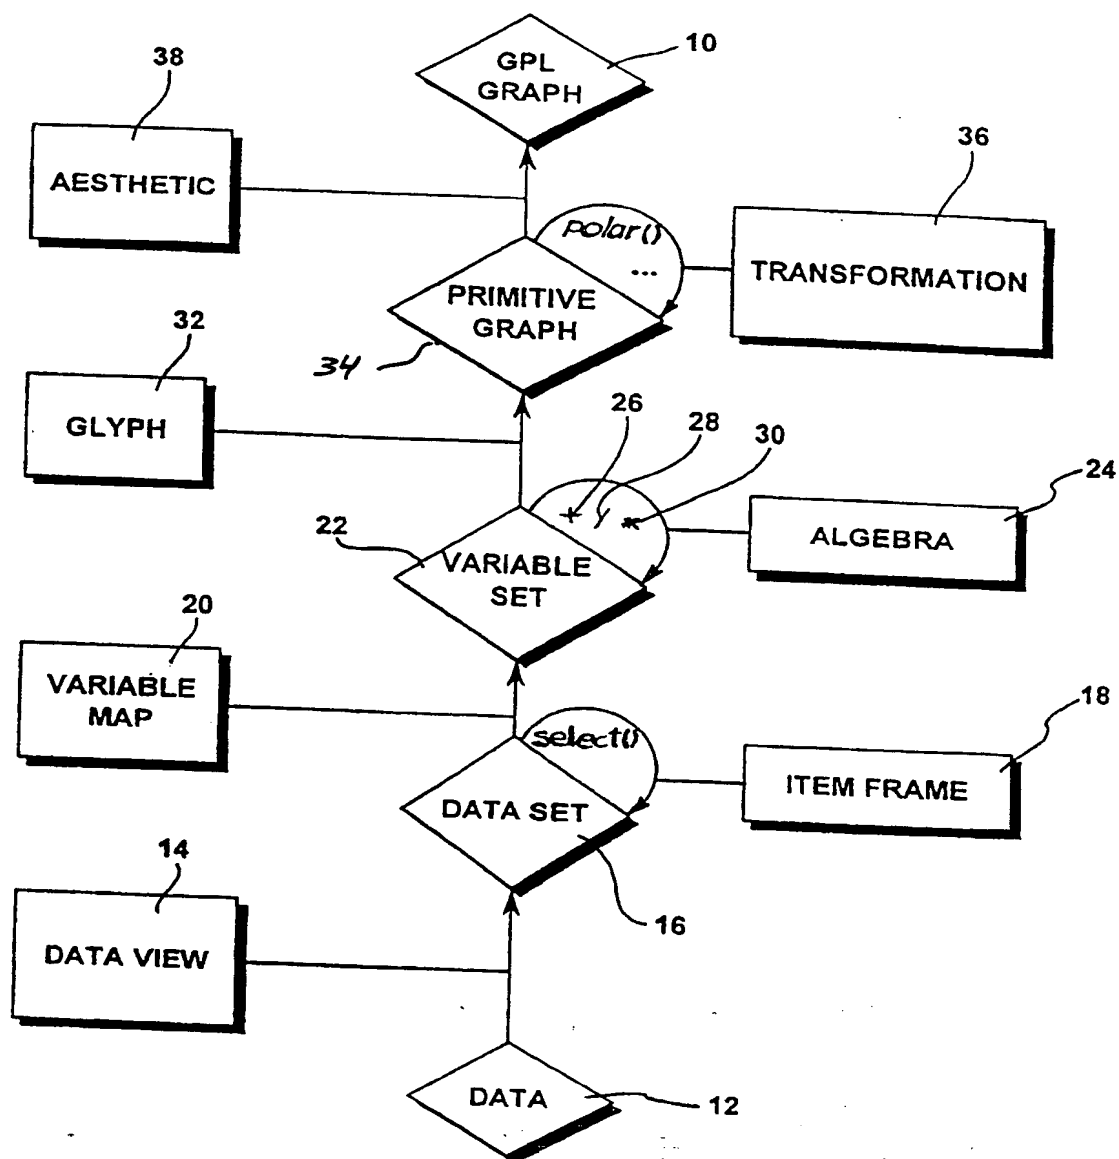 GPL
GRAPH
10
38
AESTHETIC
36
polar()
...
TRANSFORMATION
PRIMITIVE
GRAPH
34
32
GLYPH
26
28
30
+ / *
24
ALGEBRA
22
VARIABLE
SET
20
VARIABLE
MAP
18
select()
ITEM FRAME
DATA SET
16
14
DATA VIEW
DATA
12